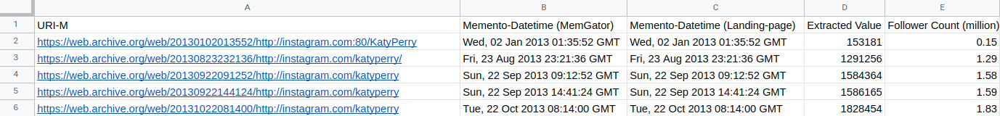 A B C D E
1 URI-M Memento-Datetime (MemGator) Memento-Datetime (Landing-page) Extracted Value Follower Count (million)
2 https://web.archive.org/web/20130102013552/http://instagram.com:80/KatyPerry Wed, 02 Jan 2013 01:35:52 GMT Wed, 02 Jan 2013 01:35:52 GMT 153181 0.15
3 https://web.archive.org/web/20130823232136/http://instagram.com/katyperry/ Fri, 23 Aug 2013 23:21:36 GMT Fri, 23 Aug 2013 23:21:36 GMT 1291256 1.29
4 https://web.archive.org/web/20130922091252/http://instagram.com/katyperry Sun, 22 Sep 2013 09:12:52 GMT Sun, 22 Sep 2013 09:12:52 GMT 1584364 1.58
5 https://web.archive.org/web/20130922144124/http://instagram.com/katyperry Sun, 22 Sep 2013 14:41:24 GMT Sun, 22 Sep 2013 14:41:24 GMT 1586165 1.59
6 https://web.archive.org/web/20131022081400/http://instagram.com/katyperry Tue, 22 Oct 2013 08:14:00 GMT Tue, 22 Oct 2013 08:14:00 GMT 1828454 1.83